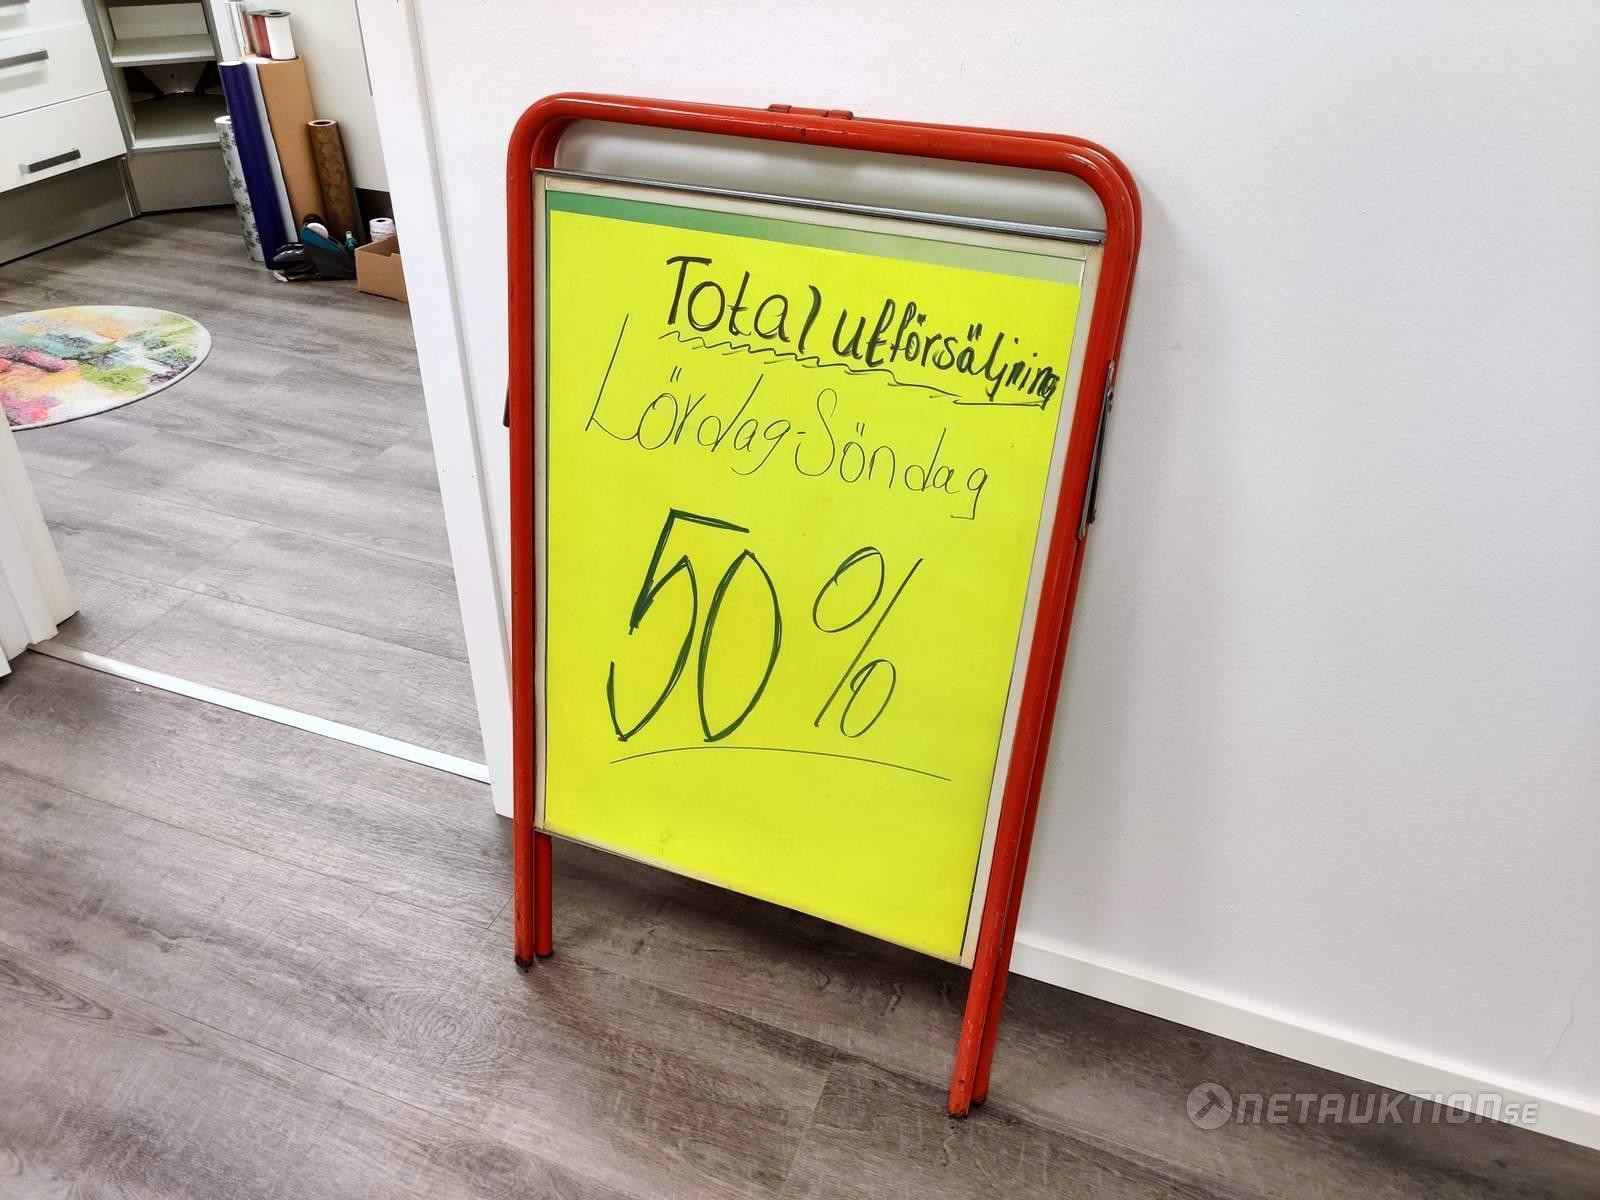 Total utförsäljning
Lördag-Söndag
50%
NETAUKTION.SE